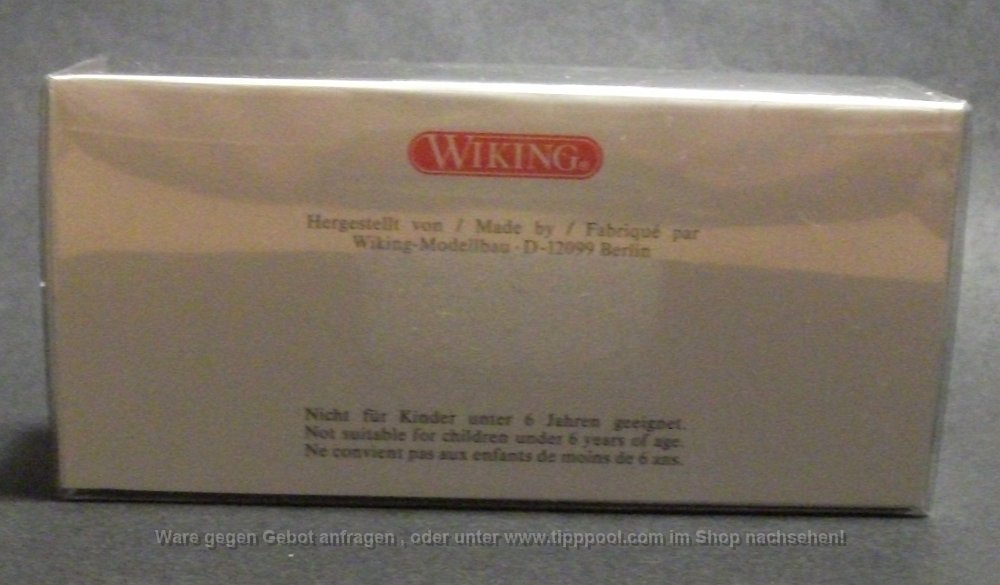 WIKING®
Hergestellt von / Made by / Fabriqué par
Wiking-Modellbau · D-12099 Berlin
Nicht für Kinder unter 6 Jahren geeignet.
Not suitable for children under 6 years of age.
Ne convient pas aux enfants de moins de 6 ans.
Ware gegen Gebot anfragen , oder unter www.tipppool.com im Shop nachsehen!